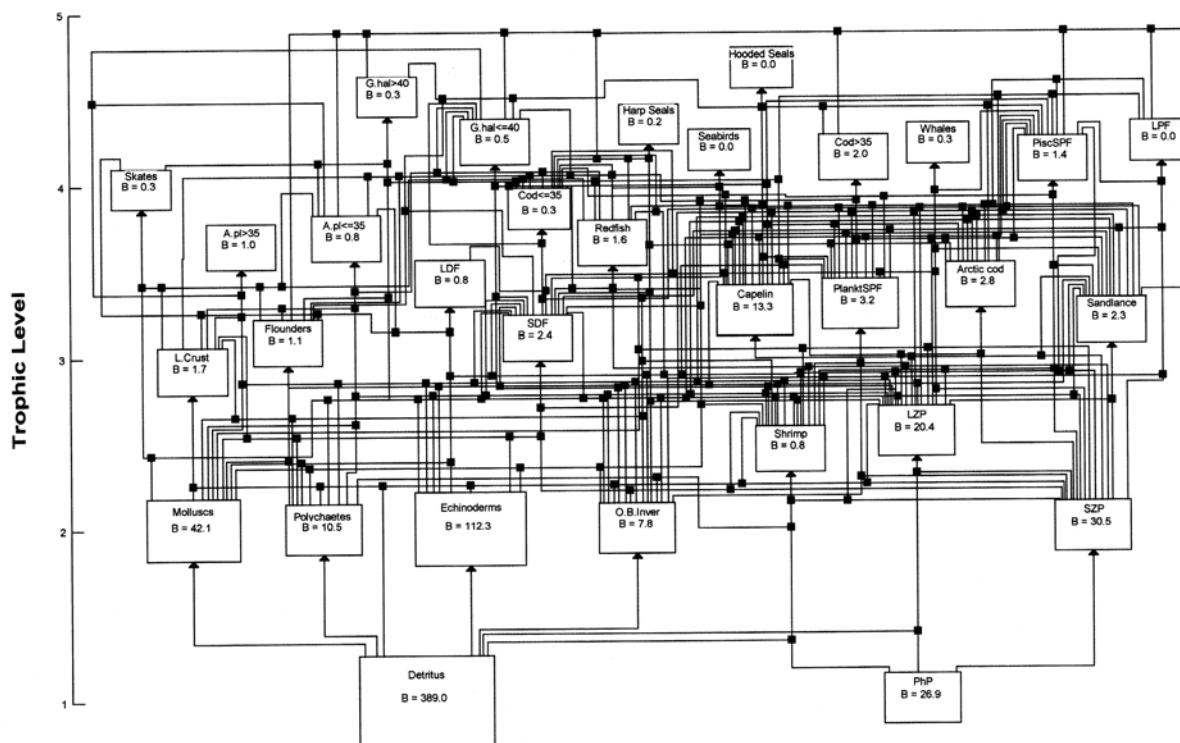 5
Hooded Seals
B = 0.0
G.hal>40
B = 0.3
G.hal<=40
B = 0.5
Harp Seals
B = 0.2
Seabirds
B = 0.0
Cod>35
B = 2.0
Whales
B = 0.3
PiscSPF
B = 1.4
LPF
B = 0.0
4
Skates
B = 0.3
Cod<=35
B = 0.3
A.pl>35
B = 1.0
A.pl<=35
B = 0.8
Redfish
B = 1.6
LDF
B = 0.8
Capelin
B = 13.3
PlanktSPF
B = 3.2
Arctic cod
B = 2.8
Sandlance
B = 2.3
Flounders
B = 1.1
SDF
B = 2.4
L.Crust
B = 1.7
3
Trophic Level
Shrimp
B = 0.8
LZP
B = 20.4
Molluscs
B = 42.1
Polychaetes
B = 10.5
Echinoderms
B = 112.3
O.B.Inver
B = 7.8
SZP
B = 30.5
2
Detritus
B = 389.0
PhP
B = 26.9
1